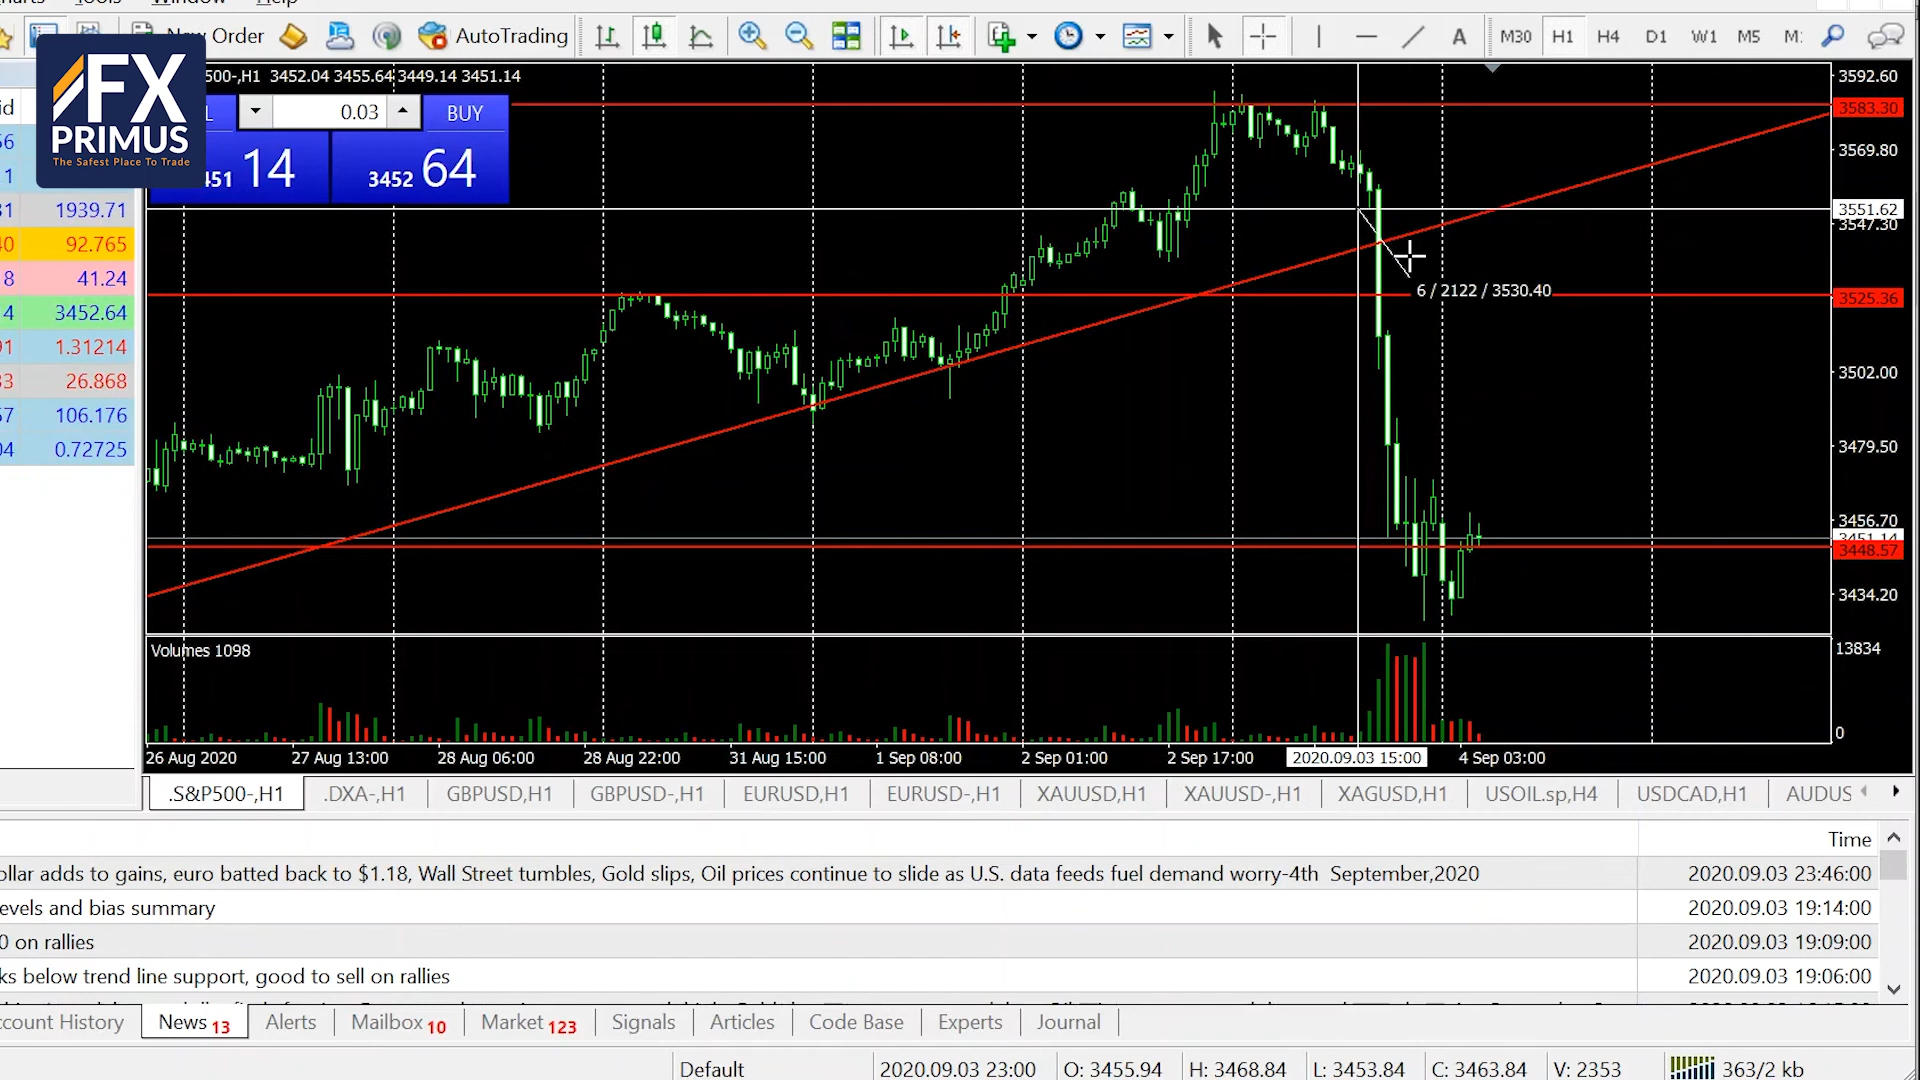 Window
Help
New Order
AutoTrading
M30
H1
H4
D1
W1
M5
FX
PRIMUS
The Safest Place To Trade
500-,H1 3452.04 3455.64 3449.14 3451.14
0.03
BUY
451 14
3452 64
1939.71
92.765
41.24
3452.64
1.31214
26.868
106.176
0.72725
3592.60
3583.30
3569.80
3551.62
3547.30
3525.36
3502.00
3479.50
3456.70
3451.14
3448.57
3434.20
6 / 2122 / 3530.40
Volumes 1098
13834
0
26 Aug 2020
27 Aug 13:00
28 Aug 06:00
28 Aug 22:00
31 Aug 15:00
1 Sep 08:00
2 Sep 01:00
2 Sep 17:00
2020.09.03 15:00
4 Sep 03:00
.S&P500-,H1
.DXA-,H1
GBPUSD,H1
GBPUSD-,H1
EURUSD,H1
EURUSD-,H1
XAUUSD,H1
XAUUSD-,H1
XAGUSD,H1
USOIL.sp,H4
USDCAD,H1
AUDUS
Time
ollar adds to gains, euro batted back to $1.18, Wall Street tumbles, Gold slips, Oil prices continue to slide as U.S. data feeds fuel demand worry-4th September,2020
2020.09.03 23:46:00
evels and bias summary
2020.09.03 19:14:00
0 on rallies
2020.09.03 19:09:00
ks below trend line support, good to sell on rallies
2020.09.03 19:06:00
ccount History
News 13
Alerts
Mailbox 10
Market 123
Signals
Articles
Code Base
Experts
Journal
Default
2020.09.03 23:00
O: 3455.94
H: 3468.84
L: 3453.84
C: 3463.84
V: 2353
363/2 kb